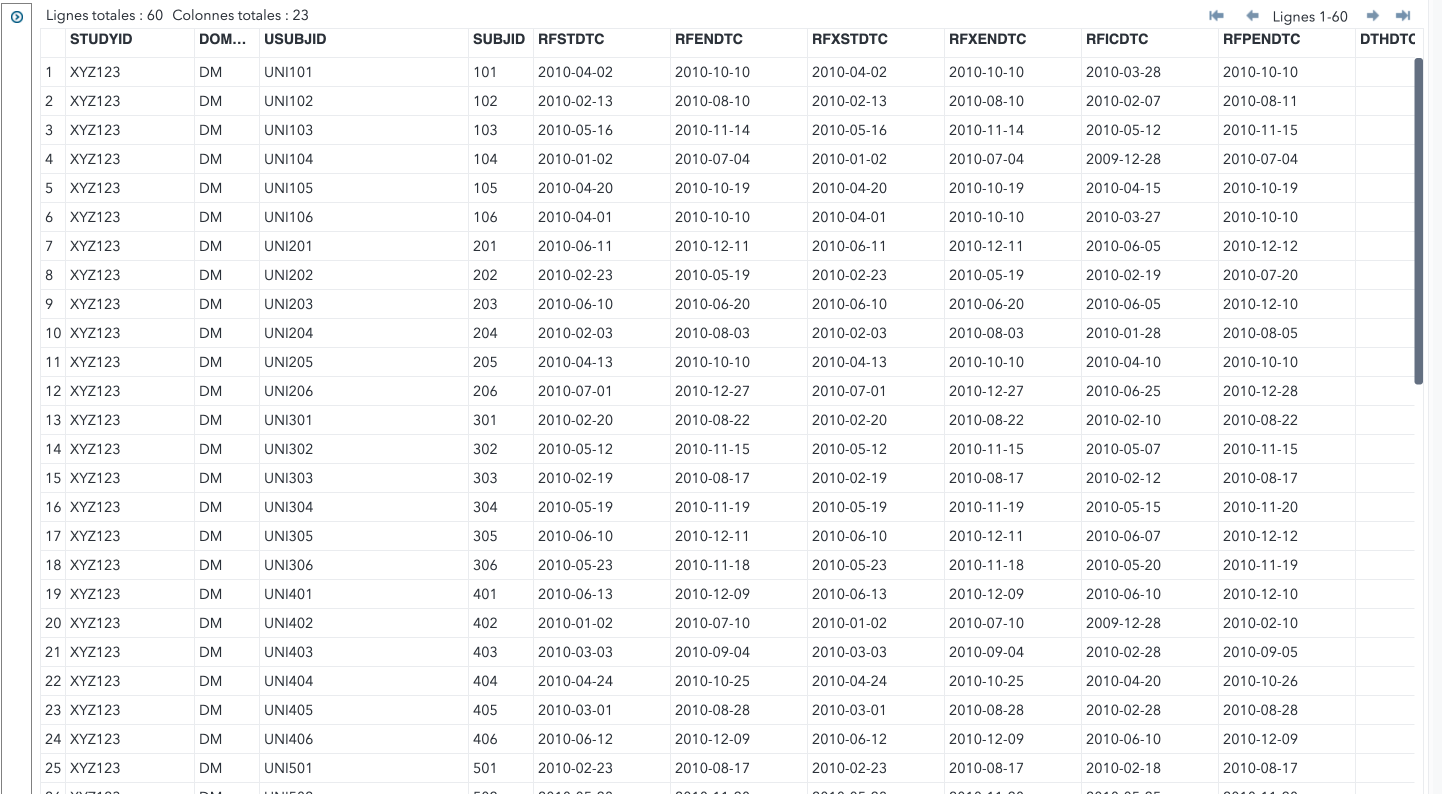 Lignes totales : 60 Colonnes totales : 23 Lignes 1-60
STUDYID DOM... USUBJID SUBJID RFSTDTC RFENDTC RFXSTDTC RFXENDTC RFICDTC RFPENDTC DTHDTC
1 XYZ123 DM UNI101 101 2010-04-02 2010-10-10 2010-04-02 2010-10-10 2010-03-28 2010-10-10
2 XYZ123 DM UNI102 102 2010-02-13 2010-08-10 2010-02-13 2010-08-10 2010-02-07 2010-08-11
3 XYZ123 DM UNI103 103 2010-05-16 2010-11-14 2010-05-16 2010-11-14 2010-05-12 2010-11-15
4 XYZ123 DM UNI104 104 2010-01-02 2010-07-04 2010-01-02 2010-07-04 2009-12-28 2010-07-04
5 XYZ123 DM UNI105 105 2010-04-20 2010-10-19 2010-04-20 2010-10-19 2010-04-15 2010-10-19
6 XYZ123 DM UNI106 106 2010-04-01 2010-10-10 2010-04-01 2010-10-10 2010-03-27 2010-10-10
7 XYZ123 DM UNI201 201 2010-06-11 2010-12-11 2010-06-11 2010-12-11 2010-06-05 2010-12-12
8 XYZ123 DM UNI202 202 2010-02-23 2010-05-19 2010-02-23 2010-05-19 2010-02-19 2010-07-20
9 XYZ123 DM UNI203 203 2010-06-10 2010-06-20 2010-06-10 2010-06-20 2010-06-05 2010-12-10
10 XYZ123 DM UNI204 204 2010-02-03 2010-08-03 2010-02-03 2010-08-03 2010-01-28 2010-08-05
11 XYZ123 DM UNI205 205 2010-04-13 2010-10-10 2010-04-13 2010-10-10 2010-04-10 2010-10-10
12 XYZ123 DM UNI206 206 2010-07-01 2010-12-27 2010-07-01 2010-12-27 2010-06-25 2010-12-28
13 XYZ123 DM UNI301 301 2010-02-20 2010-08-22 2010-02-20 2010-08-22 2010-02-10 2010-08-22
14 XYZ123 DM UNI302 302 2010-05-12 2010-11-15 2010-05-12 2010-11-15 2010-05-07 2010-11-15
15 XYZ123 DM UNI303 303 2010-02-19 2010-08-17 2010-02-19 2010-08-17 2010-02-12 2010-08-17
16 XYZ123 DM UNI304 304 2010-05-19 2010-11-19 2010-05-19 2010-11-19 2010-05-15 2010-11-20
17 XYZ123 DM UNI305 305 2010-06-10 2010-12-11 2010-06-10 2010-12-11 2010-06-07 2010-12-12
18 XYZ123 DM UNI306 306 2010-05-23 2010-11-18 2010-05-23 2010-11-18 2010-05-20 2010-11-19
19 XYZ123 DM UNI401 401 2010-06-13 2010-12-09 2010-06-13 2010-12-09 2010-06-10 2010-12-10
20 XYZ123 DM UNI402 402 2010-01-02 2010-07-10 2010-01-02 2010-07-10 2009-12-28 2010-02-10
21 XYZ123 DM UNI403 403 2010-03-03 2010-09-04 2010-03-03 2010-09-04 2010-02-28 2010-09-05
22 XYZ123 DM UNI404 404 2010-04-24 2010-10-25 2010-04-24 2010-10-25 2010-04-20 2010-10-26
23 XYZ123 DM UNI405 405 2010-03-01 2010-08-28 2010-03-01 2010-08-28 2010-02-28 2010-08-28
24 XYZ123 DM UNI406 406 2010-06-12 2010-12-09 2010-06-12 2010-12-09 2010-06-10 2010-12-09
25 XYZ123 DM UNI501 501 2010-02-23 2010-08-17 2010-02-23 2010-08-17 2010-02-18 2010-08-17